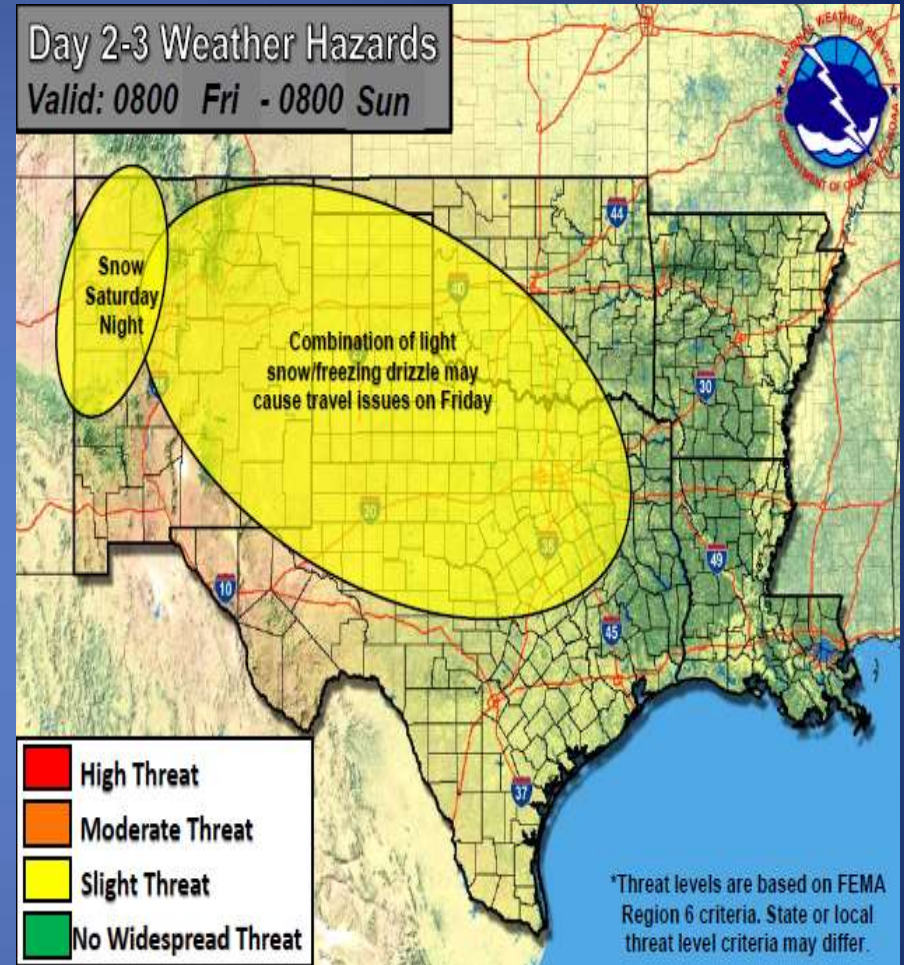 Day 2-3 Weather Hazards
Valid: 0800 Fri - 0800 Sun
NATIONAL WEATHER SERVICE
44
Snow
Saturday
Night
40
Combination of light
snow/freezing drizzle may
cause travel issues on Friday
30
20
35
49
10
45
37
High Threat
Moderate Threat
Slight Threat
No Widespread Threat
*Threat levels are based on FEMA
Region 6 criteria. State or local
threat level criteria may differ.